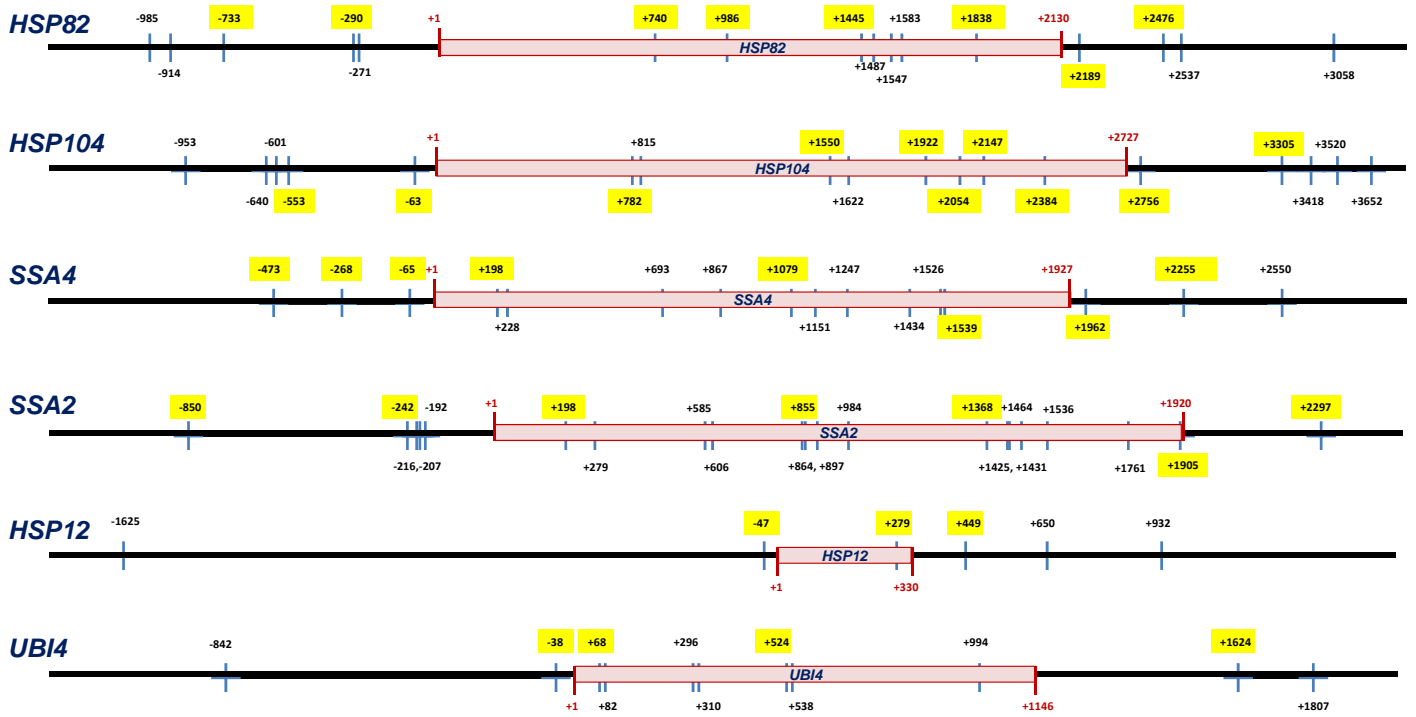 HSP82
-985 -733 -290 +1 +740 +986 +1445 +1583 +1838 +2130 +2476
HSP82
-914 -271 +1487 +1547 +2189 +2537 +3058
HSP104
-953 -601 +1 +815 +1550 +1922 +2147 +2727 +3305 +3520
HSP104
-640 -553 -63 +782 +1622 +2054 +2384 +2756 +3418 +3652
SSA4
-473 -268 -65 +1 +198 +693 +867 +1079 +1247 +1526 +1927 +2255 +2550
SSA4
+228 +1151 +1434 +1539 +1962
SSA2
-850 -242 -192 +1 +198 +585 +855 +984 +1368 +1464 +1536 +1920 +2297
SSA2
-216,-207 +279 +606 +864, +897 +1425, +1431 +1761 +1905
HSP12
-1625 -47 +279 +449 +650 +932
HSP12
+1 +330
UBI4
-842 -38 +68 +296 +524 +994 +1624
UBI4
+1 +82 +310 +538 +1146 +1807